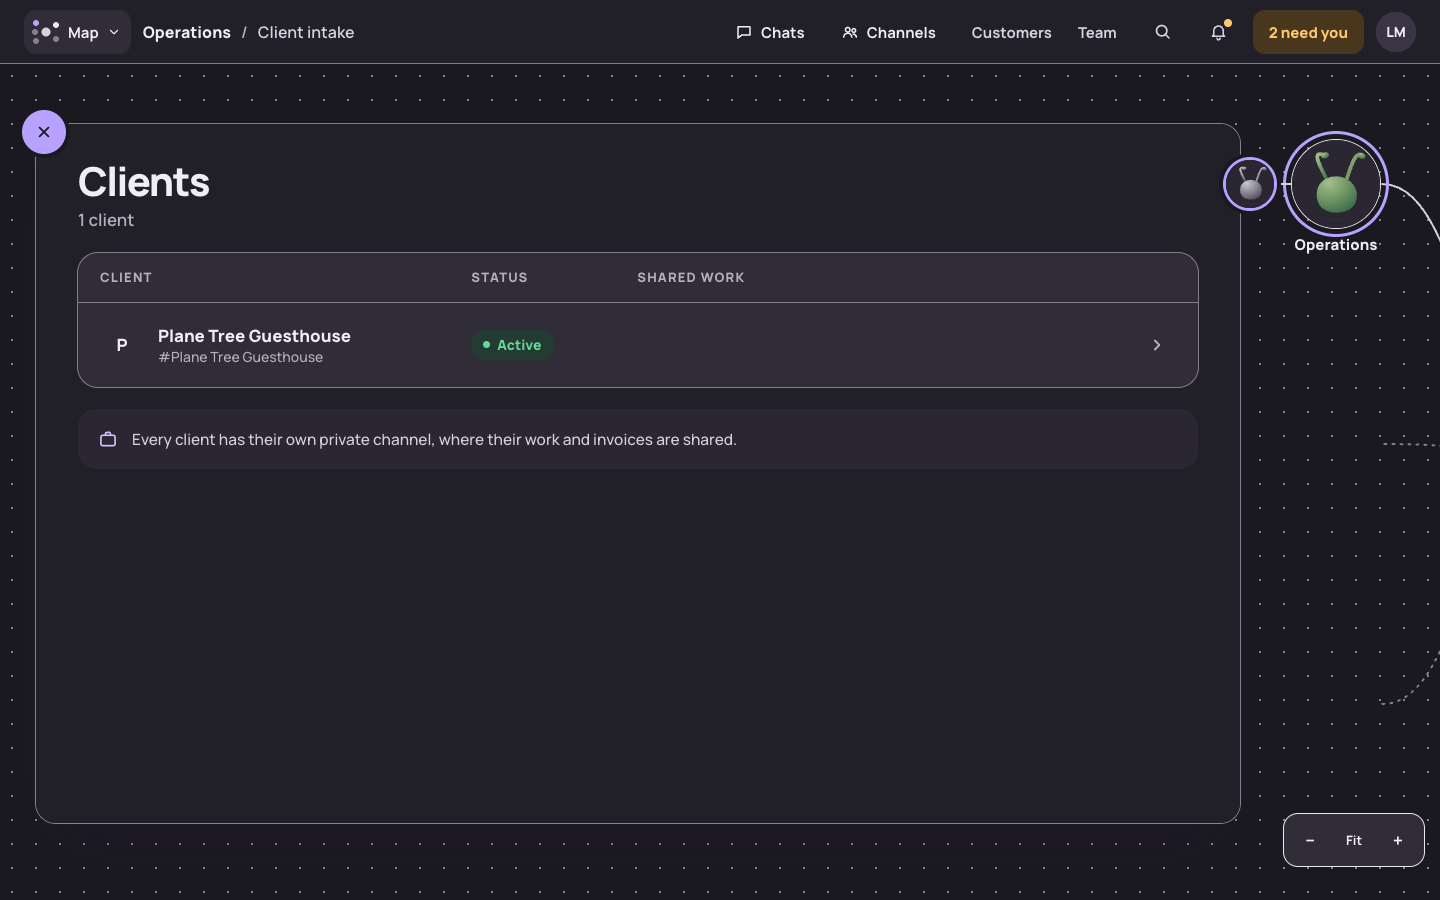 Map
Operations / Client intake
Chats
Channels
Customers
Team
2 need you
LM
Clients
1 client
CLIENT
STATUS
SHARED WORK
P
Plane Tree Guesthouse
#Plane Tree Guesthouse
Active
Every client has their own private channel, where their work and invoices are shared.
Operations
− Fit +